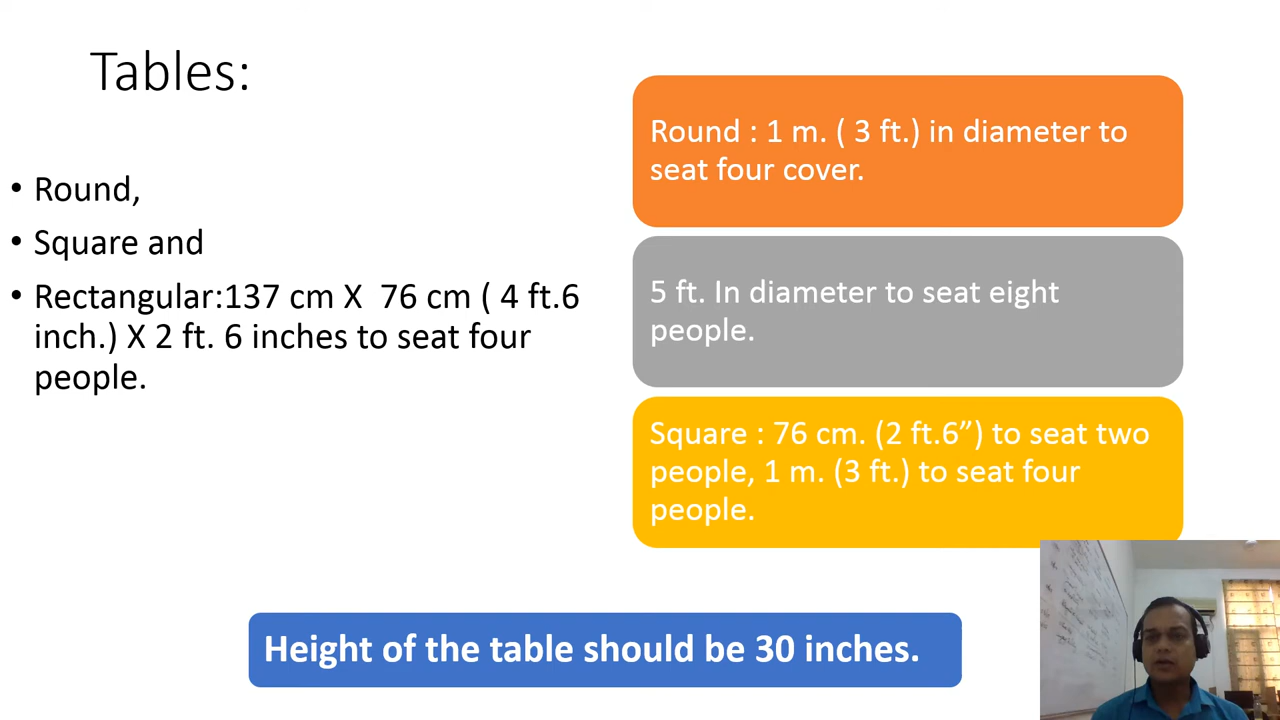 Tables:
• Round,
• Square and
• Rectangular:137 cm X  76 cm ( 4 ft.6
inch.) X 2 ft. 6 inches to seat four
people.
Round : 1 m. ( 3 ft.) in diameter to
seat four cover.
5 ft. In diameter to seat eight
people.
Square : 76 cm. (2 ft.6”) to seat two
people, 1 m. (3 ft.) to seat four
people.
Height of the table should be 30 inches.